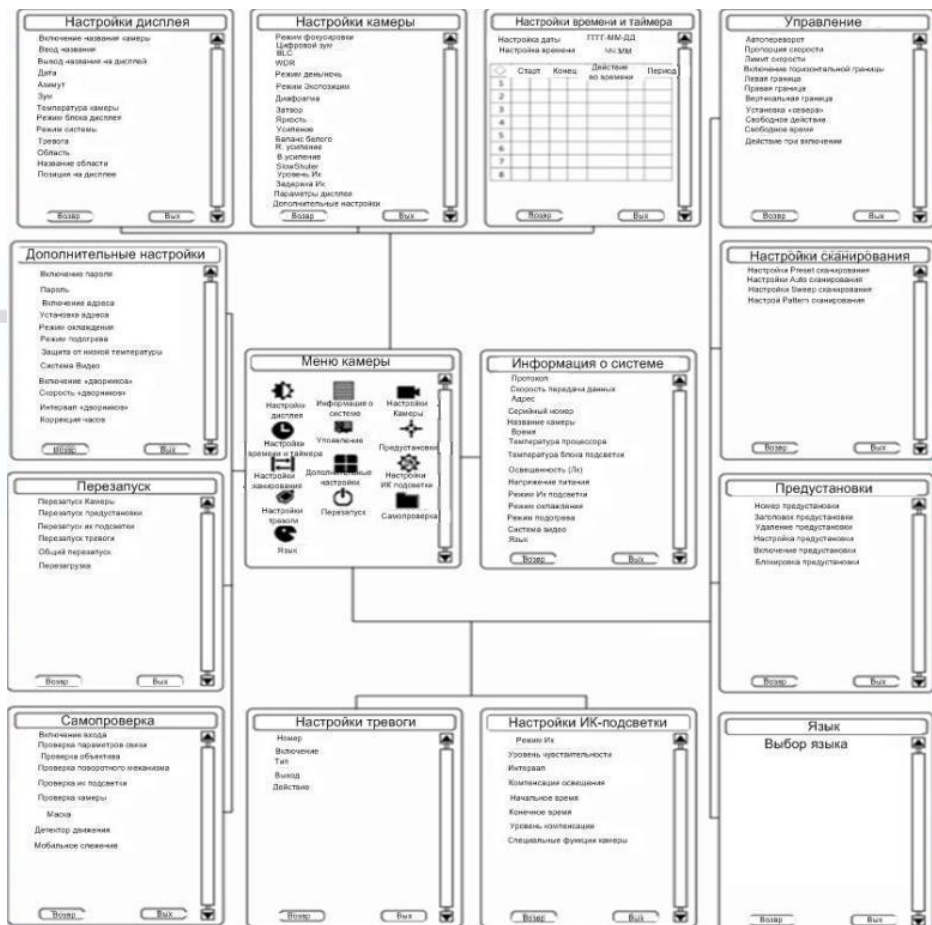 Настройки дисплея
Включение названия камеры
Ввод названия
Вывод название на дисплей
Дата
Азимут
Зум
Температура камеры
Режим блока дисплея
Режим системы
Тревога
Область
Название области
Позиция на дисплее
Возвр
Вых
Настройки камеры
Режим фокусировки
Цифровой зум
BLC
WDR
Режим день/ночь
Режим Экспозиции
Диафрагма
Затвор
Яркость
Усиление
Баланс белого
R. усиление
B.усиление
SlowShuter
Уровень Ик
Задержка Ик
Параметры дисплея
Дополнительные настройки
Возвр
Вых
Настройки времени и таймера
Настройка даты ГГГГ-ММ-ДД
Настройка времени ЧЧ:ММ
Старт Конец Действие во времени Период
1
2
3
4
5
6
7
8
Возвр
Вых
Управление
Автопереворот
Пропорция скорости
Лимит скорости
Включение горизонтальной границы
Левая граница
Правая граница
Вертикальная граница
Установка «севера»
Свободное действие
Свободное время
Действие при включении
Возвр
Вых
Дополнительные настройки
Включение пароля
Пароль
Включение адреса
Установка адреса
Режим охлаждения
Режим подогрева
Защита от низкой температуры
Система Видео
Включение «дворников»
Скорость «дворников»
Интервал «дворников»
Коррекция часов
Возвр
Вых
Меню камеры
Настройки дисплея
Информация о системе
Настройки Камеры
Настройки времени и таймера
Управление
Предустановки
Настройки сканирования
Дополнительные настройки
Настройки ИК подсветки
Настройки тревоги
Перезапуск
Самопроверка
Язык
Информация о системе
Протокол
Скорость передачи данных
Адрес
Серийный номер
Название камеры
Время
Температура процессора
Температура блока подсветки
Освещенность (Лк)
Напряжение питания
Режим Ик подсветки
Режим охлаждения
Режим подогрева
Система видео
Язык
Возвр
Вых
Настройки сканирования
Настройки Preset сканирования
Настройки Auto сканирования
Настройки Sweep сканирования
Настрой Pattern сканирования
Возвр
Вых
Перезапуск
Перезапуск Камеры
Перезапуск предустановки
Перезапуск ик подсветки
Перезапуск тревоги
Общий перезапуск
Перезагрузка
Возвр
Вых
Предустановки
Номер предустановки
Заголовок предустановки
Удаление предустановки
Настройка предустановки
Включение предустановки
Блокировка предустановки
Возвр
Вых
Самопроверка
Включение входа
Проверка параметров связи
Проверка объектива
Проверка поворотного механизма
Проверка ик подсветки
Проверка камеры
Маска
Детектор движения
Мобильное слежение
Возвр
Вых
Настройки тревоги
Номер
Включение
Тип
Выход
Действие
Возвр
Вых
Настройки ИК-подсветки
Режим Ик
Уровень чувствительности
Интервал
Компенсация освещения
Начальное время
Конечное время
Уровень компенсации
Специальные функции камеры
Возвр
Вых
Язык
Выбор языка
Возвр
Вых